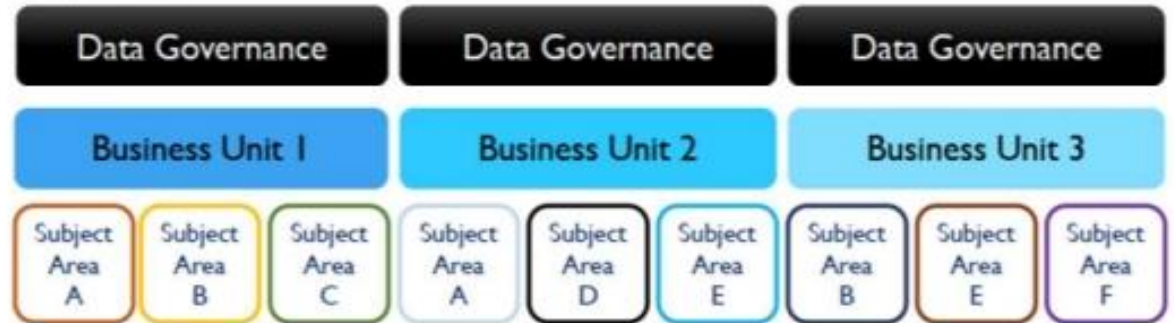 Data Governance Data Governance Data Governance
Business Unit 1 Business Unit 2 Business Unit 3
Subject Subject Subject Subject Subject Subject Subject Subject Subject
Area Area Area Area Area Area Area Area Area
A B C A D E B E F